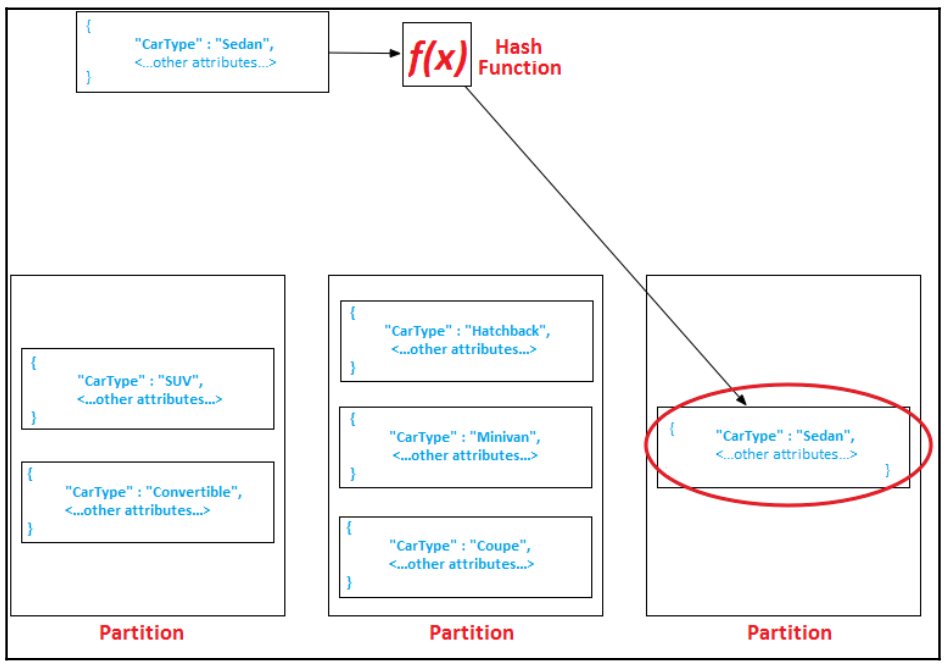 {
"CarType" : "Sedan",
<...other attributes...>
}
f(x)
Hash
Function
{
"CarType" : "SUV",
<...other attributes...>
}
{
"CarType" : "Convertible",
<...other attributes...>
}
Partition
{
"CarType" : "Hatchback",
<...other attributes...>
}
{
"CarType" : "Minivan",
<...other attributes...>
}
{
"CarType" : "Coupe",
<...other attributes...>
}
Partition
{
"CarType" : "Sedan",
<...other attributes...>
}
Partition